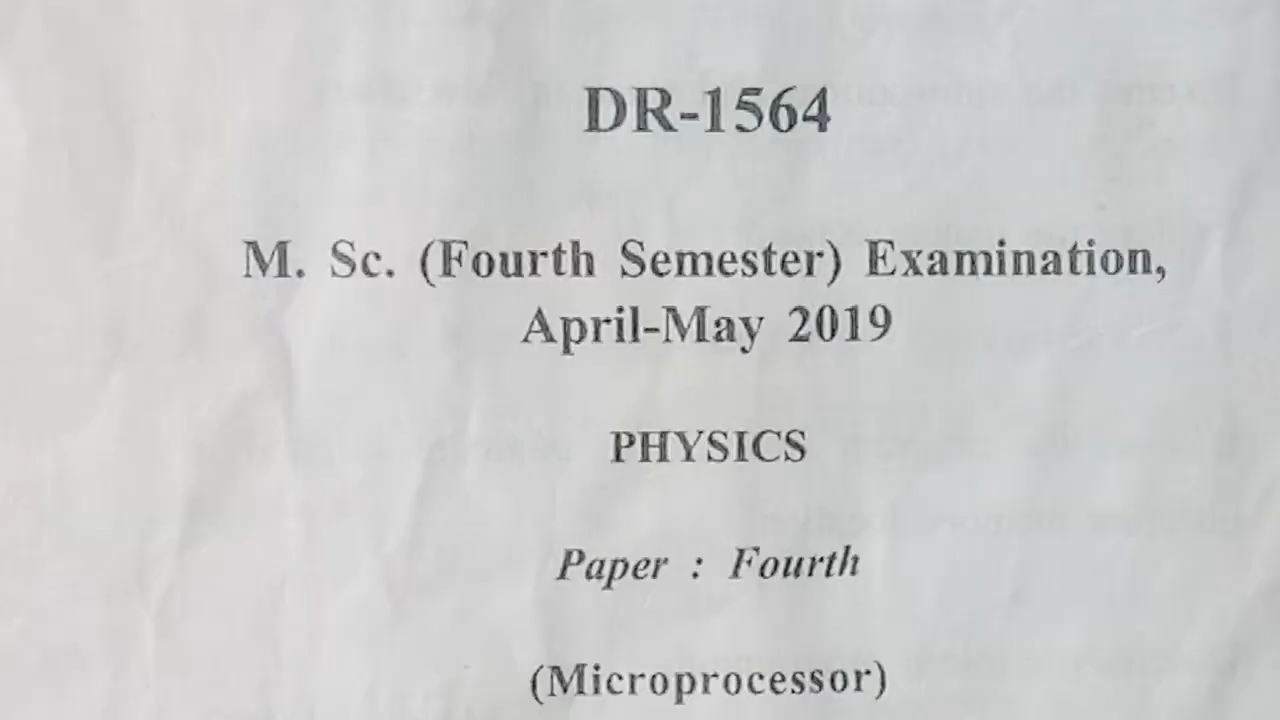 DR-1564
M. Sc. (Fourth Semester) Examination,
April-May 2019
PHYSICS
Paper : Fourth
(Microprocessor)